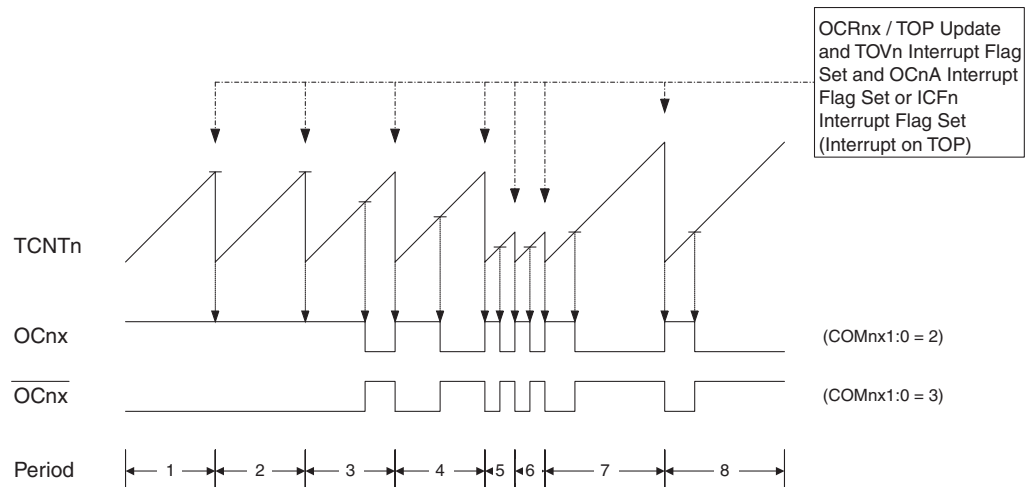 OCRnx / TOP Update
and TOVn Interrupt Flag
Set and OCnA Interrupt
Flag Set or ICFn
Interrupt Flag Set
(Interrupt on TOP)
TCNTn
OCnx (COMnx1:0 = 2)
OCnx (COMnx1:0 = 3)
Period 1 2 3 4 5 6 7 8